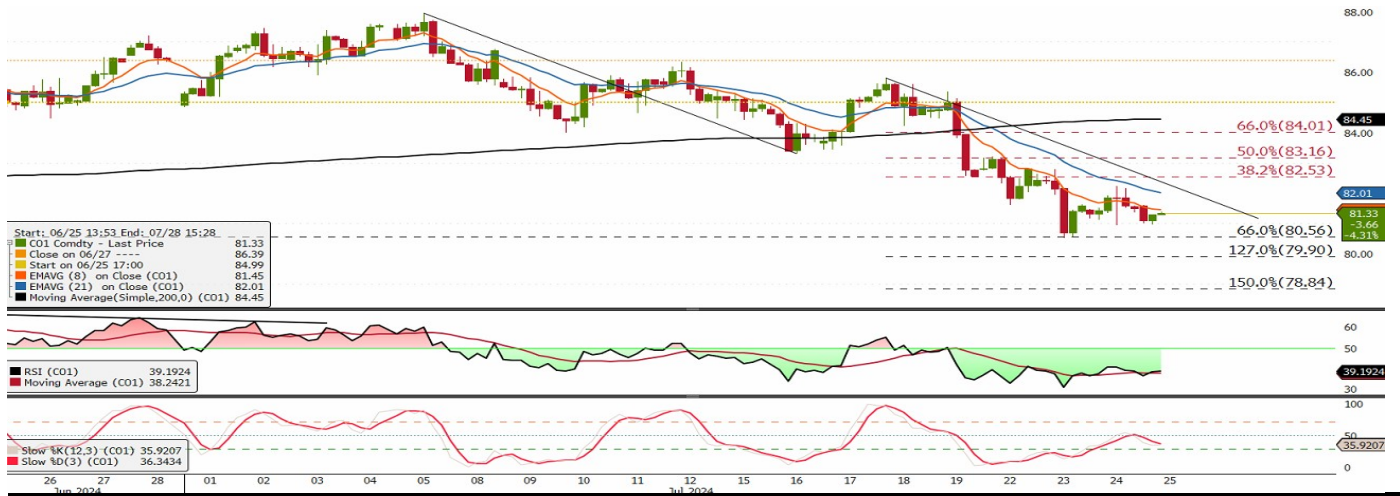 88.00
86.00
66.0%(84.01)
84.45
84.00
50.0%(83.16)
38.2%(82.53)
82.01
81.33
-3.66
-4.31%
66.0%(80.56)
127.0%(79.90)
80.00
150.0%(78.84)
Start: 06/25 13:53 End: 07/28 15:28
CO1 Comdty - Last Price 81.33
Close on 06/27 ---- 86.39
Start on 06/25 17:00 84.99
EMAVG (8) on Close (CO1) 81.45
EMAVG (21) on Close (CO1) 82.01
Moving Average(Simple,200,0) (CO1) 84.45
60
50
39.1924
30
RSI (CO1) 39.1924
Moving Average (CO1) 38.2421
100
50
35.9207
0
Slow %K(12,3) (CO1) 35.9207
Slow %D(3) (CO1) 36.3434
26 27 28 01 02 03 04 05 08 09 10 11 12 15 16 17 18 19 22 23 24 25
Jun 2024 Jul 2024